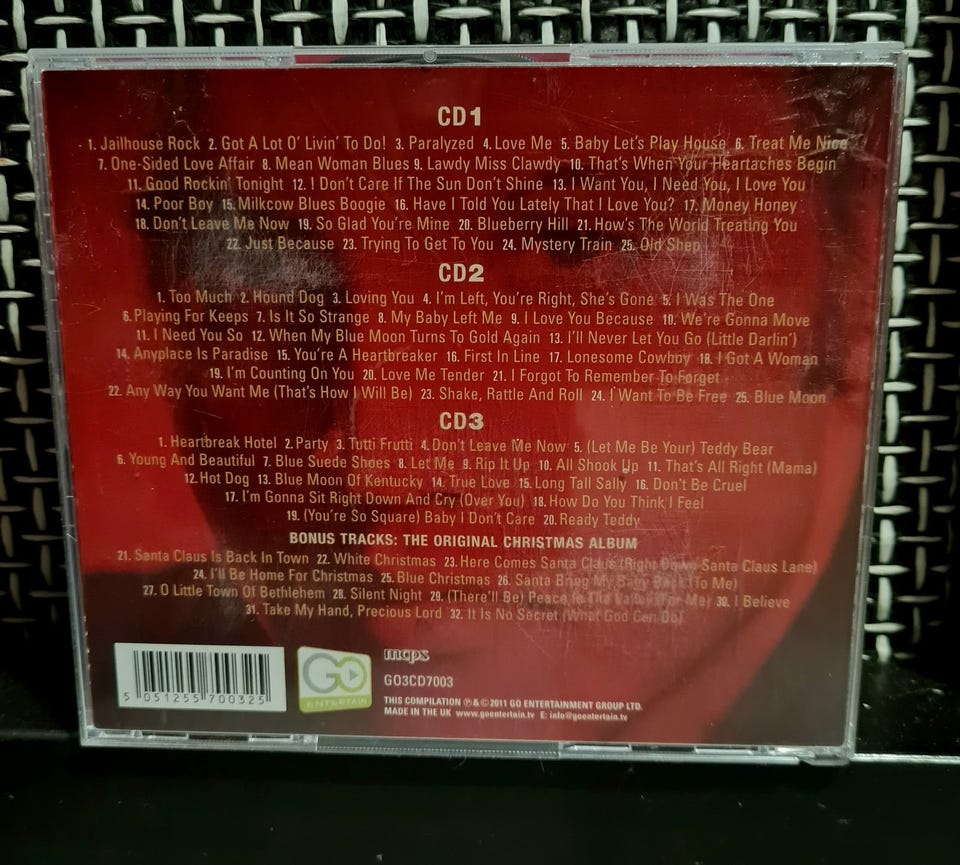 CD1
1. Jailhouse Rock 2. Got A Lot O' Livin' To Do! 3. Paralyzed 4. Love Me 5. Baby Let's Play House 6. Treat Me Nice
7. One-Sided Love Affair 8. Mean Woman Blues 9. Lawdy Miss Clawdy 10. That's When Your Heartaches Begin
11. Good Rockin' Tonight 12. I Don't Care If The Sun Don't Shine 13. I Want You, I Need You, I Love You
14. Poor Boy 15. Milkcow Blues Boogie 16. Have I Told You Lately That I Love You? 17. Money Honey
18. Don't Leave Me Now 19. So Glad You're Mine 20. Blueberry Hill 21. How's The World Treating You
22. Just Because 23. Trying To Get To You 24. Mystery Train 25. Old Shep
CD2
1. Too Much 2. Hound Dog 3. Loving You 4. I'm Left, You're Right, She's Gone 5. I Was The One
6. Playing For Keeps 7. Is It So Strange 8. My Baby Left Me 9. I Love You Because 10. We're Gonna Move
11. I Need You So 12. When My Blue Moon Turns To Gold Again 13. I'll Never Let You Go (Little Darlin')
14. Anyplace Is Paradise 15. You're A Heartbreaker 16. First In Line 17. Lonesome Cowboy 18. I Got A Woman
19. I'm Counting On You 20. Love Me Tender 21. I Forgot To Remember To Forget
22. Any Way You Want Me (That's How I Will Be) 23. Shake, Rattle And Roll 24. I Want To Be Free 25. Blue Moon
CD3
1. Heartbreak Hotel 2. Party 3. Tutti Frutti 4. Don't Leave Me Now 5. (Let Me Be Your) Teddy Bear
6. Young And Beautiful 7. Blue Suede Shoes 8. Let Me 9. Rip It Up 10. All Shook Up 11. That's All Right (Mama)
12. Hot Dog 13. Blue Moon Of Kentucky 14. True Love 15. Long Tall Sally 16. Don't Be Cruel
17. I'm Gonna Sit Right Down And Cry (Over You) 18. How Do You Think I Feel
19. (You're So Square) Baby I Don't Care 20. Ready Teddy
BONUS TRACKS: THE ORIGINAL CHRISTMAS ALBUM
21. Santa Claus Is Back In Town 22. White Christmas 23. Here Comes Santa Claus (Right Down Santa Claus Lane)
24. I'll Be Home For Christmas 25. Blue Christmas 26. Santa Bring My Baby Back (To Me)
27. O Little Town Of Bethlehem 28. Silent Night 29. (There'll Be) Peace In The Valley (For Me) 30. I Believe
31. Take My Hand, Precious Lord 32. It Is No Secret (What God Can Do)
5 051255 700325
GO
ENTERTAIN
mcps
GO3CD7003
THIS COMPILATION ℗&© 2011 GO ENTERTAINMENT GROUP LTD.
MADE IN THE UK www.goentertain.tv E: info@goentertain.tv